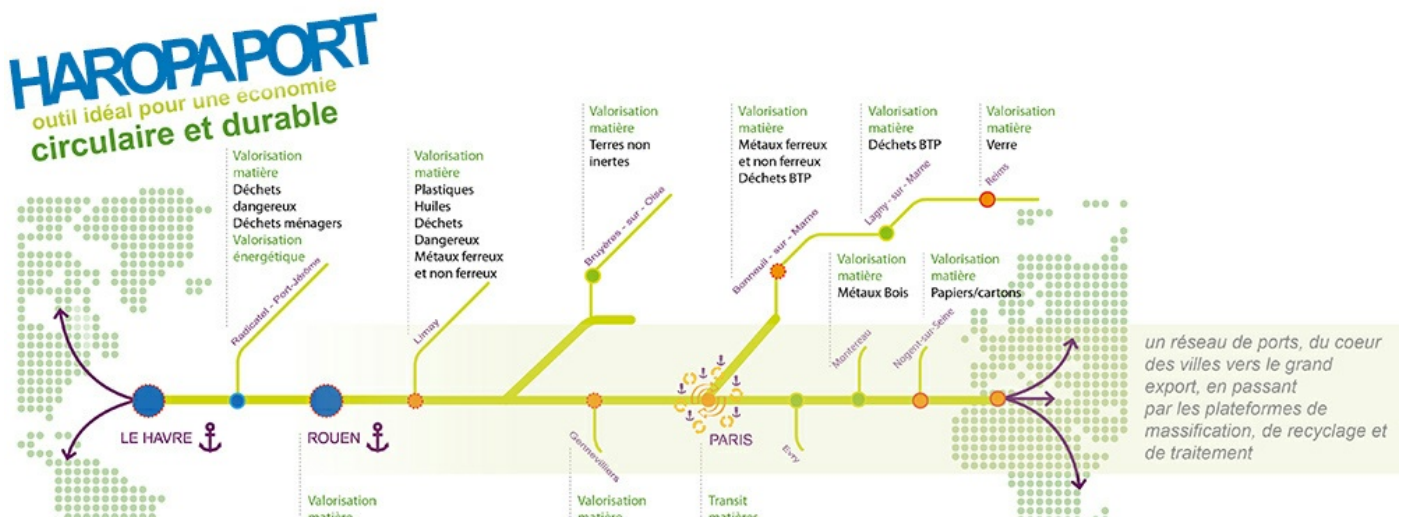 HAROPA PORT
outil idéal pour une économie
circulaire et durable
Valorisation
matière
Déchets
dangereux
Déchets ménagers
Valorisation
énergétique
Radicatel - Port-Jérôme
Valorisation
matière
Plastiques
Huiles
Déchets
Dangereux
Métaux ferreux
et non ferreux
Limay
Valorisation
matière
Terres non
inertes
Bruyères - sur - Oise
Valorisation
matière
Métaux ferreux
et non ferreux
Déchets BTP
Bonneuil - sur - Marne
Valorisation
matière
Déchets BTP
Lagny - sur - Marne
Valorisation
matière
Verre
Reims
Valorisation
matière
Métaux Bois
Montereau
Valorisation
matière
Papiers/cartons
Nogent-sur-Seine
LE HAVRE
ROUEN
Gennevilliers
PARIS
Evry
un réseau de ports, du coeur
des villes vers le grand
export, en passant
par les plateformes de
massification, de recyclage et
de traitement
Valorisation
matière
Valorisation
matière
Transit
matières